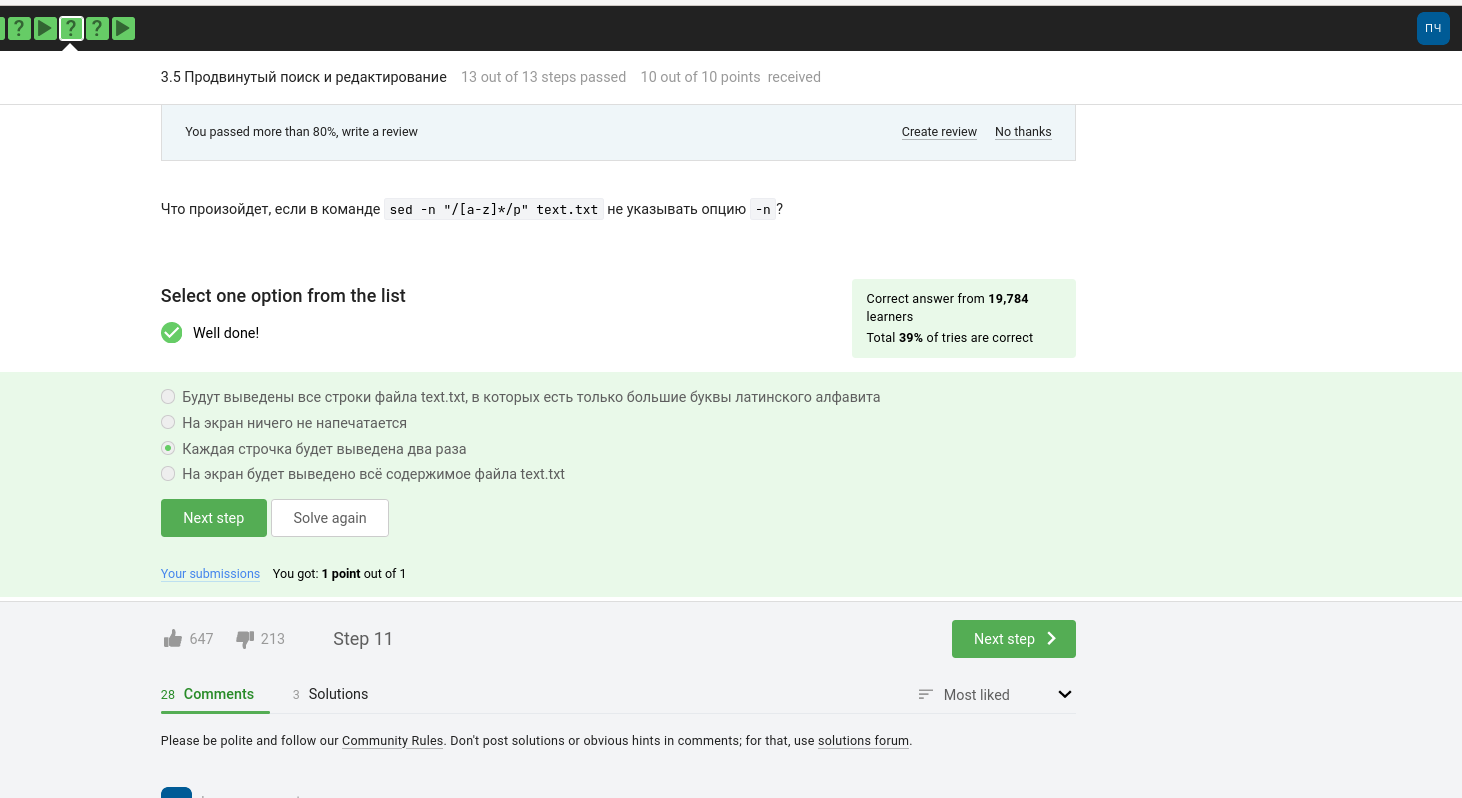 ? ? ?
ПЧ
3.5 Продвинутый поиск и редактирование 13 out of 13 steps passed 10 out of 10 points received
You passed more than 80%, write a review Create review No thanks
Что произойдет, если в команде sed -n "/[a-z]*/p" text.txt не указывать опцию -n?
Select one option from the list
Well done!
Correct answer from 19,784
learners
Total 39% of tries are correct
Будут выведены все строки файла text.txt, в которых есть только большие буквы латинского алфавита
На экран ничего не напечатается
Каждая строчка будет выведена два раза
На экран будет выведено всё содержимое файла text.txt
Next step Solve again
Your submissions You got: 1 point out of 1
647 213 Step 11 Next step
28 Comments 3 Solutions Most liked
Please be polite and follow our Community Rules. Don't post solutions or obvious hints in comments; for that, use solutions forum.